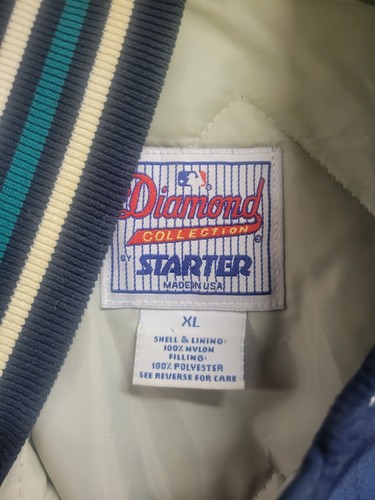 Diamond
COLLECTION
BY STARTER
MADE IN USA
XL
SHELL & LINING:
100% NYLON
FILLING:
100% POLYESTER
SEE REVERSE FOR CARE